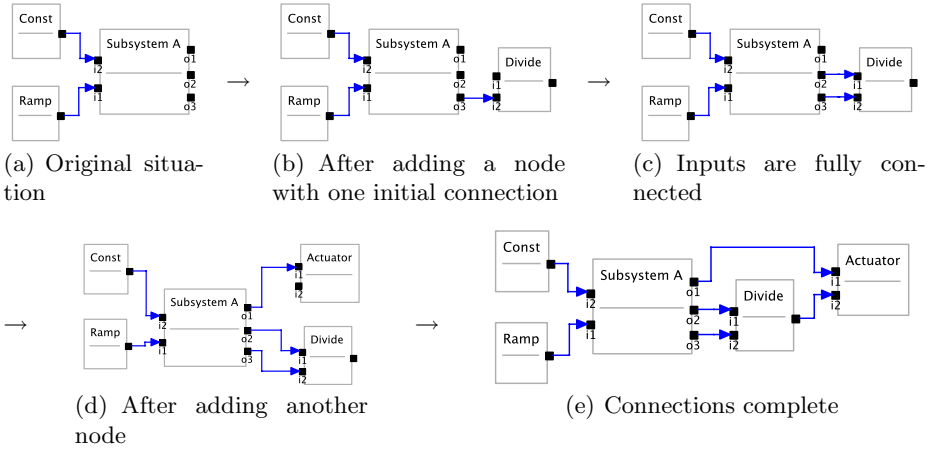 Const
Subsystem A
o1
i2
o2
i1
o3
Ramp
→
Const
Subsystem A
o1
i2
o2
i1
o3
Ramp
Divide
i1
i2
→
Const
Subsystem A
o1
i2
o2
i1
o3
Ramp
Divide
i1
i2
(a) Original situa-
tion
(b) After adding a node
with one initial connection
(c) Inputs are fully con-
nected
→
Const
Subsystem A
o1
i2
o2
i1
o3
Ramp
Actuator
i1
i2
Divide
i1
i2
→
Const
Subsystem A
o1
i2
o2
i1
o3
Ramp
Divide
i1
i2
Actuator
i1
i2
(d) After adding another
node
(e) Connections complete